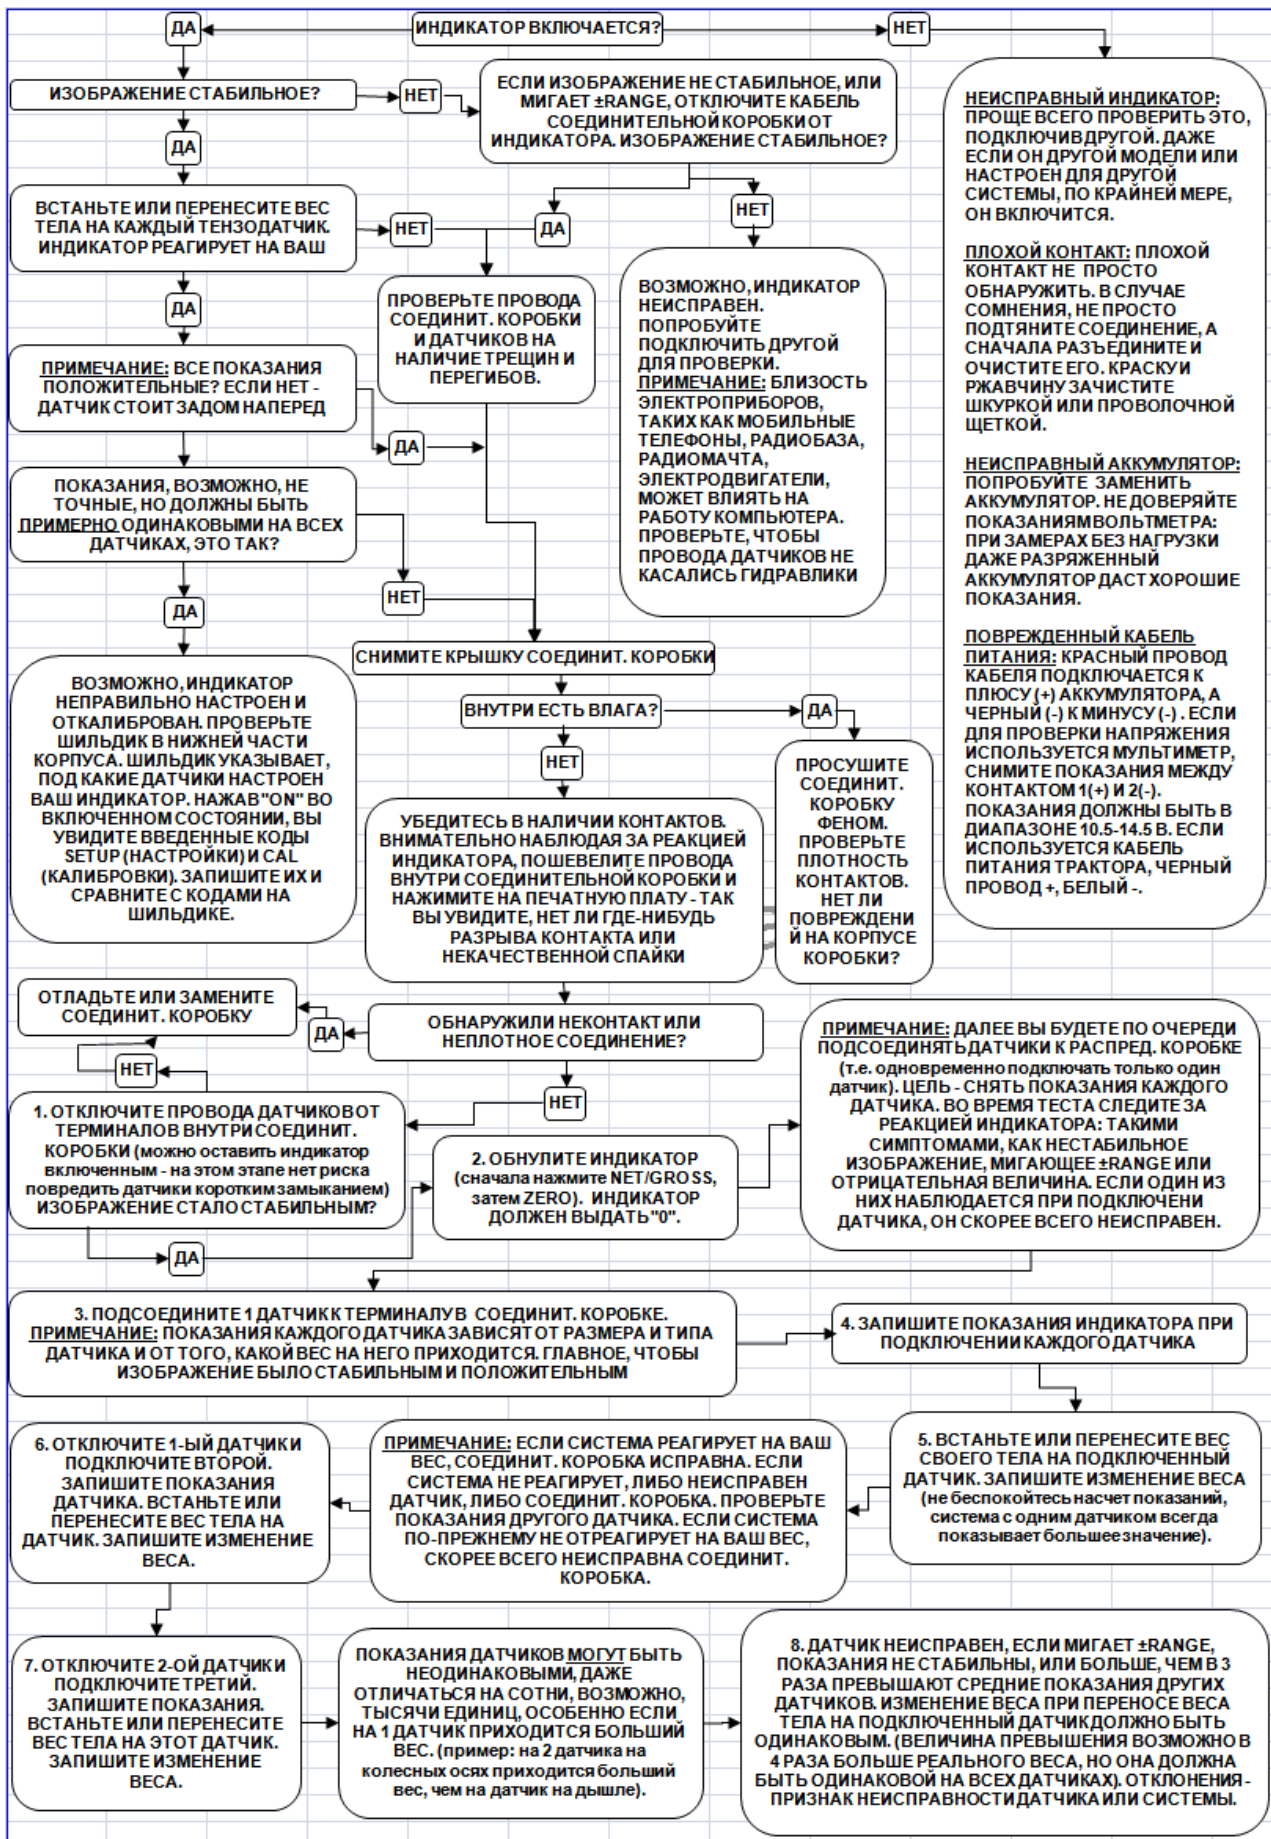 ДА
ИНДИКАТОР ВКЛЮЧАЕТСЯ?
НЕТ
ИЗОБРАЖЕНИЕ СТАБИЛЬНОЕ?
НЕТ
ЕСЛИ ИЗОБРАЖЕНИЕ НЕ СТАБИЛЬНОЕ, ИЛИ
МИГАЕТ ±RANGE, ОТКЛЮЧИТЕ КАБЕЛЬ
СОЕДИНИТЕЛЬНОЙ КОРОБКИ ОТ
ИНДИКАТОРА. ИЗОБРАЖЕНИЕ СТАБИЛЬНОЕ?
НЕИСПРАВНЫЙ ИНДИКАТОР:
ПРОЩЕ ВСЕГО ПРОВЕРИТЬ ЭТО,
ПОДКЛЮЧИВ ДРУГОЙ. ДАЖЕ
ЕСЛИ ОН ДРУГОЙ МОДЕЛИ ИЛИ
НАСТРОЕН ДЛЯ ДРУГОЙ
СИСТЕМЫ, ПО КРАЙНЕЙ МЕРЕ,
ОН ВКЛЮЧИТСЯ.
ПЛОХОЙ КОНТАКТ: ПЛОХОЙ
КОНТАКТ НЕ ПРОСТО
ОБНАРУЖИТЬ. В СЛУЧАЕ
СОМНЕНИЯ, НЕ ПРОСТО
ПОДТЯНИТЕ СОЕДИНЕНИЕ, А
СНАЧАЛА РАЗЪЕДИНИТЕ И
ОЧИСТИТЕ ЕГО. КРАСКУ И
РЖАВЧИНУ ЗАЧИСТИТЕ
ШКУРКОЙ ИЛИ ПРОВОЛОЧНОЙ
ЩЕТКОЙ.
НЕИСПРАВНЫЙ АККУМУЛЯТОР:
ПОПРОБУЙТЕ ЗАМЕНИТЬ
АККУМУЛЯТОР. НЕ ДОВЕРЯЙТЕ
ПОКАЗАНИЯМ ВОЛЬТМЕТРА:
ПРИ ЗАМЕРАХ БЕЗ НАГРУЗКИ
ДАЖЕ РАЗРЯЖЕННЫЙ
АККУМУЛЯТОР ДАСТ ХОРОШИЕ
ПОКАЗАНИЯ.
ПОВРЕЖДЕННЫЙ КАБЕЛЬ
ПИТАНИЯ: КРАСНЫЙ ПРОВОД
КАБЕЛЯ ПОДКЛЮЧАЕТСЯ К
ПЛЮСУ (+) АККУМУЛЯТОРА, А
ЧЕРНЫЙ (-) К МИНУСУ (-) . ЕСЛИ
ДЛЯ ПРОВЕРКИ НАПРЯЖЕНИЯ
ИСПОЛЬЗУЕТСЯ МУЛЬТИМЕТР,
СНИМИТЕ ПОКАЗАНИЯ МЕЖДУ
КОНТАКТОМ 1(+) И 2(-).
ПОКАЗАНИЯ ДОЛЖНЫ БЫТЬ В
ДИАПАЗОНЕ 10.5-14.5 В. ЕСЛИ
ИСПОЛЬЗУЕТСЯ КАБЕЛЬ
ПИТАНИЯ ТРАКТОРА, ЧЕРНЫЙ
ПРОВОД +, БЕЛЫЙ -.
ДА
ВСТАНЬТЕ ИЛИ ПЕРЕНЕСИТЕ ВЕС
ТЕЛА НА КАЖДЫЙ ТЕНЗОДАТЧИК.
ИНДИКАТОР РЕАГИРУЕТ НА ВАШ
НЕТ
ДА
НЕТ
ДА
ПРОВЕРЬТЕ ПРОВОДА
СОЕДИНИТ. КОРОБКИ
И ДАТЧИКОВ НА
НАЛИЧИЕ ТРЕЩИН И
ПЕРЕГИБОВ.
ВОЗМОЖНО, ИНДИКАТОР
НЕИСПРАВЕН.
ПОПРОБУЙТЕ
ПОДКЛЮЧИТЬ ДРУГОЙ
ДЛЯ ПРОВЕРКИ.
ПРИМЕЧАНИЕ: БЛИЗОСТЬ
ЭЛЕКТРОПРИБОРОВ,
ТАКИХ КАК МОБИЛЬНЫЕ
ТЕЛЕФОНЫ, РАДИОБАЗА,
РАДИОМАЧТА,
ЭЛЕКТРОДВИГАТЕЛИ,
МОЖЕТ ВЛИЯТЬ НА
РАБОТУ КОМПЬЮТЕРА.
ПРОВЕРЬТЕ, ЧТОБЫ
ПРОВОДА ДАТЧИКОВ НЕ
КАСАЛИСЬ ГИДРАВЛИКИ
ПРИМЕЧАНИЕ: ВСЕ ПОКАЗАНИЯ
ПОЛОЖИТЕЛЬНЫЕ? ЕСЛИ НЕТ -
ДАТЧИК СТОИТ ЗАДОМ НАПЕРЕД
ДА
ПОКАЗАНИЯ, ВОЗМОЖНО, НЕ
ТОЧНЫЕ, НО ДОЛЖНЫ БЫТЬ
ПРИМЕРНО ОДИНАКОВЫМИ НА ВСЕХ
ДАТЧИКАХ, ЭТО ТАК?
НЕТ
ДА
СНИМИТЕ КРЫШКУ СОЕДИНИТ. КОРОБКИ
ВОЗМОЖНО, ИНДИКАТОР
НЕПРАВИЛЬНО НАСТРОЕН И
ОТКАЛИБРОВАН. ПРОВЕРЬТЕ
ШИЛЬДИК В НИЖНЕЙ ЧАСТИ
КОРПУСА. ШИЛЬДИК УКАЗЫВАЕТ,
ПОД КАКИЕ ДАТЧИКИ НАСТРОЕН
ВАШ ИНДИКАТОР. НАЖАВ "ON" ВО
ВКЛЮЧЕННОМ СОСТОЯНИИ, ВЫ
УВИДИТЕ ВВЕДЕННЫЕ КОДЫ
SETUP (НАСТРОЙКИ) И CAL
(КАЛИБРОВКИ). ЗАПИШИТЕ ИХ И
СРАВНИТЕ С КОДАМИ НА
ШИЛЬДИКЕ.
ВНУТРИ ЕСТЬ ВЛАГА?
ДА
НЕТ
ПРОСУШИТЕ
СОЕДИНИТ.
КОРОБКУ
ФЕНОМ.
ПРОВЕРЬТЕ
ПЛОТНОСТЬ
КОНТАКТОВ.
НЕТ ЛИ
ПОВРЕЖДЕНИ
Й НА КОРПУСЕ
КОРОБКИ?
УБЕДИТЕСЬ В НАЛИЧИИ КОНТАКТОВ.
ВНИМАТЕЛЬНО НАБЛЮДАЯ ЗА РЕАКЦИЕЙ
ИНДИКАТОРА, ПОШЕВЕЛИТЕ ПРОВОДА
ВНУТРИ СОЕДИНИТЕЛЬНОЙ КОРОБКИ И
НАЖМИТЕ НА ПЕЧАТНУЮ ПЛАТУ - ТАК
ВЫ УВИДИТЕ, НЕТ ЛИ ГДЕ-НИБУДЬ
РАЗРЫВА КОНТАКТА ИЛИ
НЕКАЧЕСТВЕННОЙ СПАЙКИ
ОТЛАДЬТЕ ИЛИ ЗАМЕНИТЕ
СОЕДИНИТ. КОРОБКУ
ДА
ОБНАРУЖИЛИ НЕКОНТАКТ ИЛИ
НЕПЛОТНОЕ СОЕДИНЕНИЕ?
НЕТ
НЕТ
1. ОТКЛЮЧИТЕ ПРОВОДА ДАТЧИКОВ ОТ
ТЕРМИНАЛОВ ВНУТРИ СОЕДИНИТ.
КОРОБКИ (можно оставить индикатор
включенным - на этом этапе нет риска
повредить датчики коротким замыканием)
ИЗОБРАЖЕНИЕ СТАЛО СТАБИЛЬНЫМ?
ДА
2. ОБНУЛИТЕ ИНДИКАТОР
(сначала нажмите NET/GROSS,
затем ZERO). ИНДИКАТОР
ДОЛЖЕН ВЫДАТЬ "0".
ПРИМЕЧАНИЕ: ДАЛЕЕ ВЫ БУДЕТЕ ПО ОЧЕРЕДИ
ПОДСОЕДИНЯТЬ ДАТЧИКИ К РАСПРЕД. КОРОБКЕ
(т.е. одновременно подключать только один
датчик). ЦЕЛЬ - СНЯТЬ ПОКАЗАНИЯ КАЖДОГО
ДАТЧИКА. ВО ВРЕМЯ ТЕСТА СЛЕДИТЕ ЗА
РЕАКЦИЕЙ ИНДИКАТОРА: ТАКИМИ
СИМПТОМАМИ, КАК НЕСТАБИЛЬНОЕ
ИЗОБРАЖЕНИЕ, МИГАЮЩЕЕ ±RANGE ИЛИ
ОТРИЦАТЕЛЬНАЯ ВЕЛИЧИНА. ЕСЛИ ОДИН ИЗ
НИХ НАБЛЮДАЕТСЯ ПРИ ПОДКЛЮЧЕНИ
ДАТЧИКА, ОН СКОРЕЕ ВСЕГО НЕИСПРАВЕН.
3. ПОДСОЕДИНИТЕ 1 ДАТЧИК К ТЕРМИНАЛУ В СОЕДИНИТ. КОРОБКЕ.
ПРИМЕЧАНИЕ: ПОКАЗАНИЯ КАЖДОГО ДАТЧИКА ЗАВИСЯТ ОТ РАЗМЕРА И ТИПА
ДАТЧИКА И ОТ ТОГО, КАКОЙ ВЕС НА НЕГО ПРИХОДИТСЯ. ГЛАВНОЕ, ЧТОБЫ
ИЗОБРАЖЕНИЕ БЫЛО СТАБИЛЬНЫМ И ПОЛОЖИТЕЛЬНЫМ
4. ЗАПИШИТЕ ПОКАЗАНИЯ ИНДИКАТОРА ПРИ
ПОДКЛЮЧЕНИИ КАЖДОГО ДАТЧИКА
5. ВСТАНЬТЕ ИЛИ ПЕРЕНЕСИТЕ ВЕС
СВОЕГО ТЕЛА НА ПОДКЛЮЧЕННЫЙ
ДАТЧИК. ЗАПИШИТЕ ИЗМЕНЕНИЕ ВЕСА
(не беспокойтесь насчет показаний,
система с одним датчиком всегда
показывает большее значение).
ПРИМЕЧАНИЕ: ЕСЛИ СИСТЕМА РЕАГИРУЕТ НА ВАШ
ВЕС, СОЕДИНИТ. КОРОБКА ИСПРАВНА. ЕСЛИ
СИСТЕМА НЕ РЕАГИРУЕТ, ЛИБО НЕИСПРАВЕН
ДАТЧИК, ЛИБО СОЕДИНИТ. КОРОБКА. ПРОВЕРЬТЕ
ПОКАЗАНИЯ ДРУГОГО ДАТЧИКА. ЕСЛИ СИСТЕМА
ПО-ПРЕЖНЕМУ НЕ ОТРЕАГИРУЕТ НА ВАШ ВЕС,
СКОРЕЕ ВСЕГО НЕИСПРАВНА СОЕДИНИТ.
КОРОБКА.
6. ОТКЛЮЧИТЕ 1-ЫЙ ДАТЧИК И
ПОДКЛЮЧИТЕ ВТОРОЙ.
ЗАПИШИТЕ ПОКАЗАНИЯ
ДАТЧИКА. ВСТАНЬТЕ ИЛИ
ПЕРЕНЕСИТЕ ВЕС ТЕЛА НА
ДАТЧИК. ЗАПИШИТЕ ИЗМЕНЕНИЕ
ВЕСА.
7. ОТКЛЮЧИТЕ 2-ОЙ ДАТЧИК И
ПОДКЛЮЧИТЕ ТРЕТИЙ.
ЗАПИШИТЕ ПОКАЗАНИЯ.
ВСТАНЬТЕ ИЛИ ПЕРЕНЕСИТЕ
ВЕС ТЕЛА НА ЭТОТ ДАТЧИК.
ЗАПИШИТЕ ИЗМЕНЕНИЕ
ВЕСА.
ПОКАЗАНИЯ ДАТЧИКОВ МОГУТ БЫТЬ
НЕОДИНАКОВЫМИ, ДАЖЕ
ОТЛИЧАТЬСЯ НА СОТНИ, ВОЗМОЖНО,
ТЫСЯЧИ ЕДИНИЦ, ОСОБЕННО ЕСЛИ
НА 1 ДАТЧИК ПРИХОДИТСЯ БОЛЬШИЙ
ВЕС. (пример: на 2 датчика на
колесных осях приходится больший
вес, чем на датчик на дышле).
8. ДАТЧИК НЕИСПРАВЕН, ЕСЛИ МИГАЕТ ±RANGE,
ПОКАЗАНИЯ НЕ СТАБИЛЬНЫ, ИЛИ БОЛЬШЕ, ЧЕМ В 3
РАЗА ПРЕВЫШАЮТ СРЕДНИЕ ПОКАЗАНИЯ ДРУГИХ
ДАТЧИКОВ. ИЗМЕНЕНИЕ ВЕСА ПРИ ПЕРЕНОСЕ ВЕСА
ТЕЛА НА ПОДКЛЮЧЕННЫЙ ДАТЧИК ДОЛЖНО БЫТЬ
ОДИНАКОВЫМ. (ВЕЛИЧИНА ПРЕВЫШЕНИЯ ВОЗМОЖНО В
4 РАЗА БОЛЬШЕ РЕАЛЬНОГО ВЕСА, НО ОНА ДОЛЖНА
БЫТЬ ОДИНАКОВОЙ НА ВСЕХ ДАТЧИКАХ). ОТКЛОНЕНИЯ -
ПРИЗНАК НЕИСПРАВНОСТИ ДАТЧИКА ИЛИ СИСТЕМЫ.